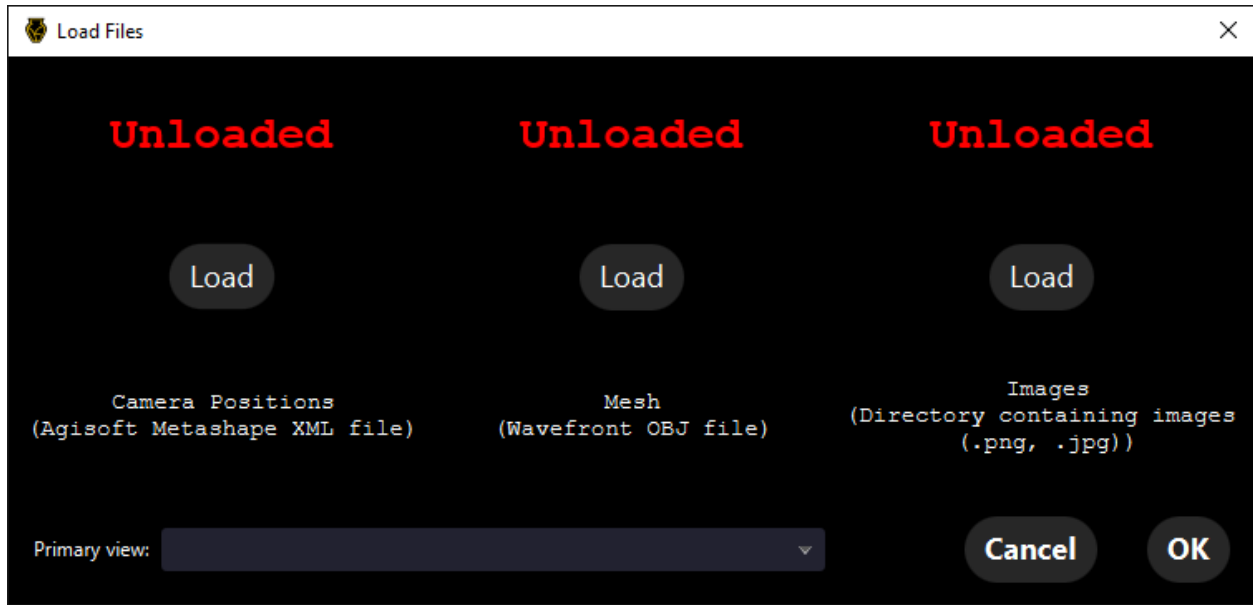 Load Files
Unloaded
Unloaded
Unloaded
Load
Load
Load
Camera Positions
(Agisoft Metashape XML file)
Mesh
(Wavefront OBJ file)
Images
(Directory containing images
(.png, .jpg))
Primary view:
Cancel
OK